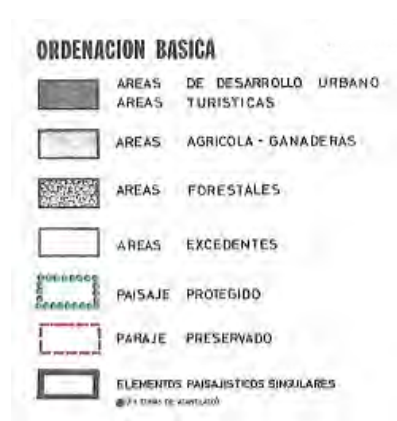 ORDENACION BASICA
AREAS DE DESARROLLO URBANO
AREAS TURISTICAS
AREAS AGRICOLA - GANADERAS
AREAS FORESTALES
AREAS EXCEDENTES
PAISAJE PROTEGIDO
PARAJE PRESERVADO
ELEMENTOS PAISAJISTICOS SINGULARES